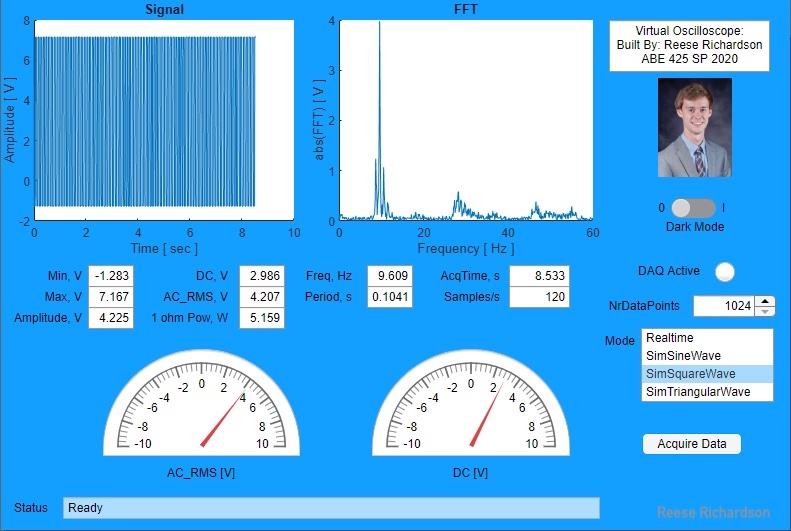 Signal
8
6
4
2
0
-2
Amplitude [ V ]
0 2 4 6 8 10
Time [ sec ]
FFT
4
3
2
1
0
abs(FFT) [ V ]
0 20 40 60
Frequency [ Hz ]
Virtual Oscilloscope:
Built By: Reese Richardson
ABE 425 SP 2020
0 I
Dark Mode
DAQ Active
NrDataPoints 1024
Mode
Realtime
SimSineWave
SimSquareWave
SimTriangularWave
Acquire Data
Min, V -1.283 DC, V 2.986 Freq, Hz 9.609 AcqTime, s 8.533
Max, V 7.167 AC_RMS, V 4.207 Period, s 0.1041 Samples/s 120
Amplitude, V 4.225 1 ohm Pow, W 5.159
-10 -8 -6 -4 -2 0 2 4 6 8 10
AC_RMS [V]
-10 -8 -6 -4 -2 0 2 4 6 8 10
DC [V]
Status Ready
Reese Richardson